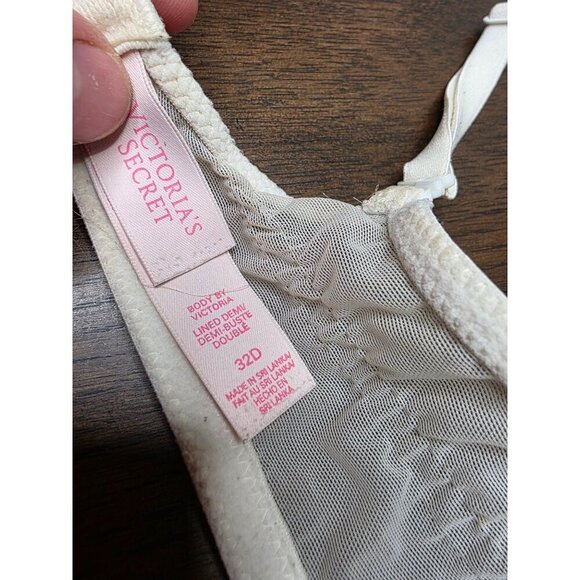 VICTORIA'S
SECRET
BODY BY
VICTORIA
LINED DEMI/
DEMI-BUSTE
DOUBLÉ
32D
MADE IN SRI LANKA/
FAIT AU SRI LANKA/
HECHO EN
SRI LANKA